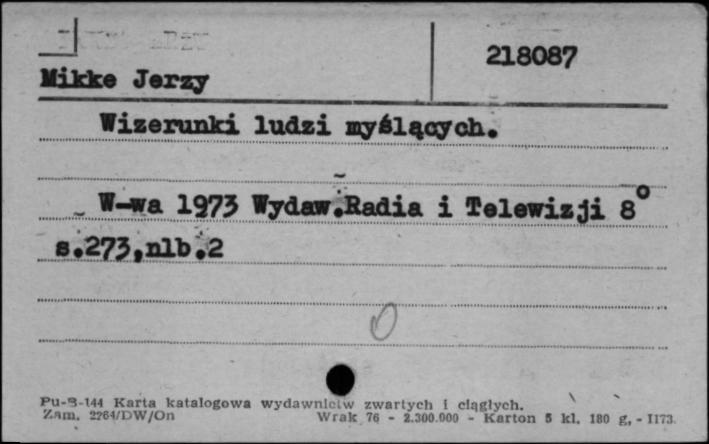 218087
Mikke Jerzy
Wizerunki ludzi myślących.
W-wa 1973 Wydaw.Radia i Telewizji 8°
s.273,nlb.2
Pu-B-144 Karta katalogowa wydawnictw zwartych i ciągłych.
Zam. 2264/DW/On Wrak 76 - 2.300.000 - Karton 5 kl. 180 g, - II73.